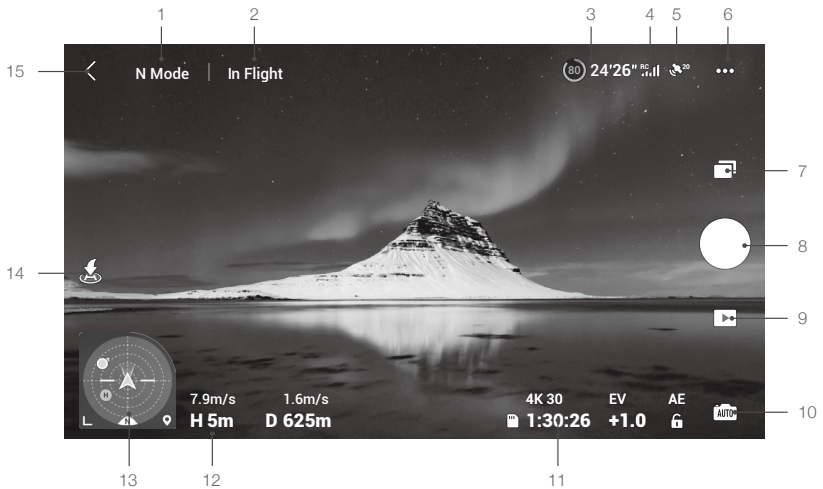 1 2 3 4 5 6
15 N Mode In Flight 80 24'26" RC 20
7
8
14
9
7.9m/s 1.6m/s 4K 30 EV AE
H H 5m D 625m 1:30:26 +1.0 AUTO 10
N
13 12 11